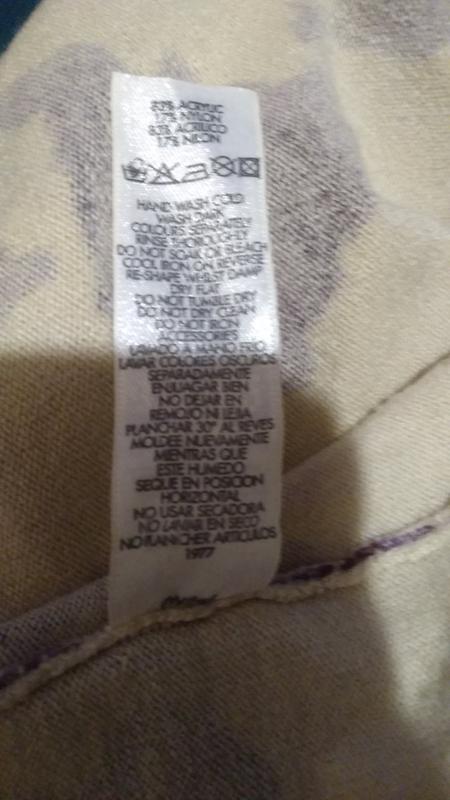 83% ACRYLIC
17% NYLON
83% ACRILICO
17% NEILON
HAND WASH COLD
WASH DARK
COLOURS SEPARATELY
RINSE THOROUGHLY
DO NOT SOAK OR BLEACH
COOL IRON ON REVERSE
RE-SHAPE WHILST DAMP
DRY FLAT
DO NOT TUMBLE DRY
DO NOT DRY CLEAN
DO NOT IRON
ACCESSORIES
LAVADO A MANO FRIO
LAVAR COLORES OSCUROS
SEPARADAMENTE
ENJUAGAR BIEN
NO DEJAR EN
REMOJO NI LEJIA
PLANCHAR 30° AL REVES
MOLDEE NUEVAMENTE
MIENTRAS QUE
ESTE HUMEDO
SEQUE EN POSICION
HORIZONTAL
NO USAR SECADORA
NO LAVAR EN SECO
NO PLANCHER ARTICULOS
1977